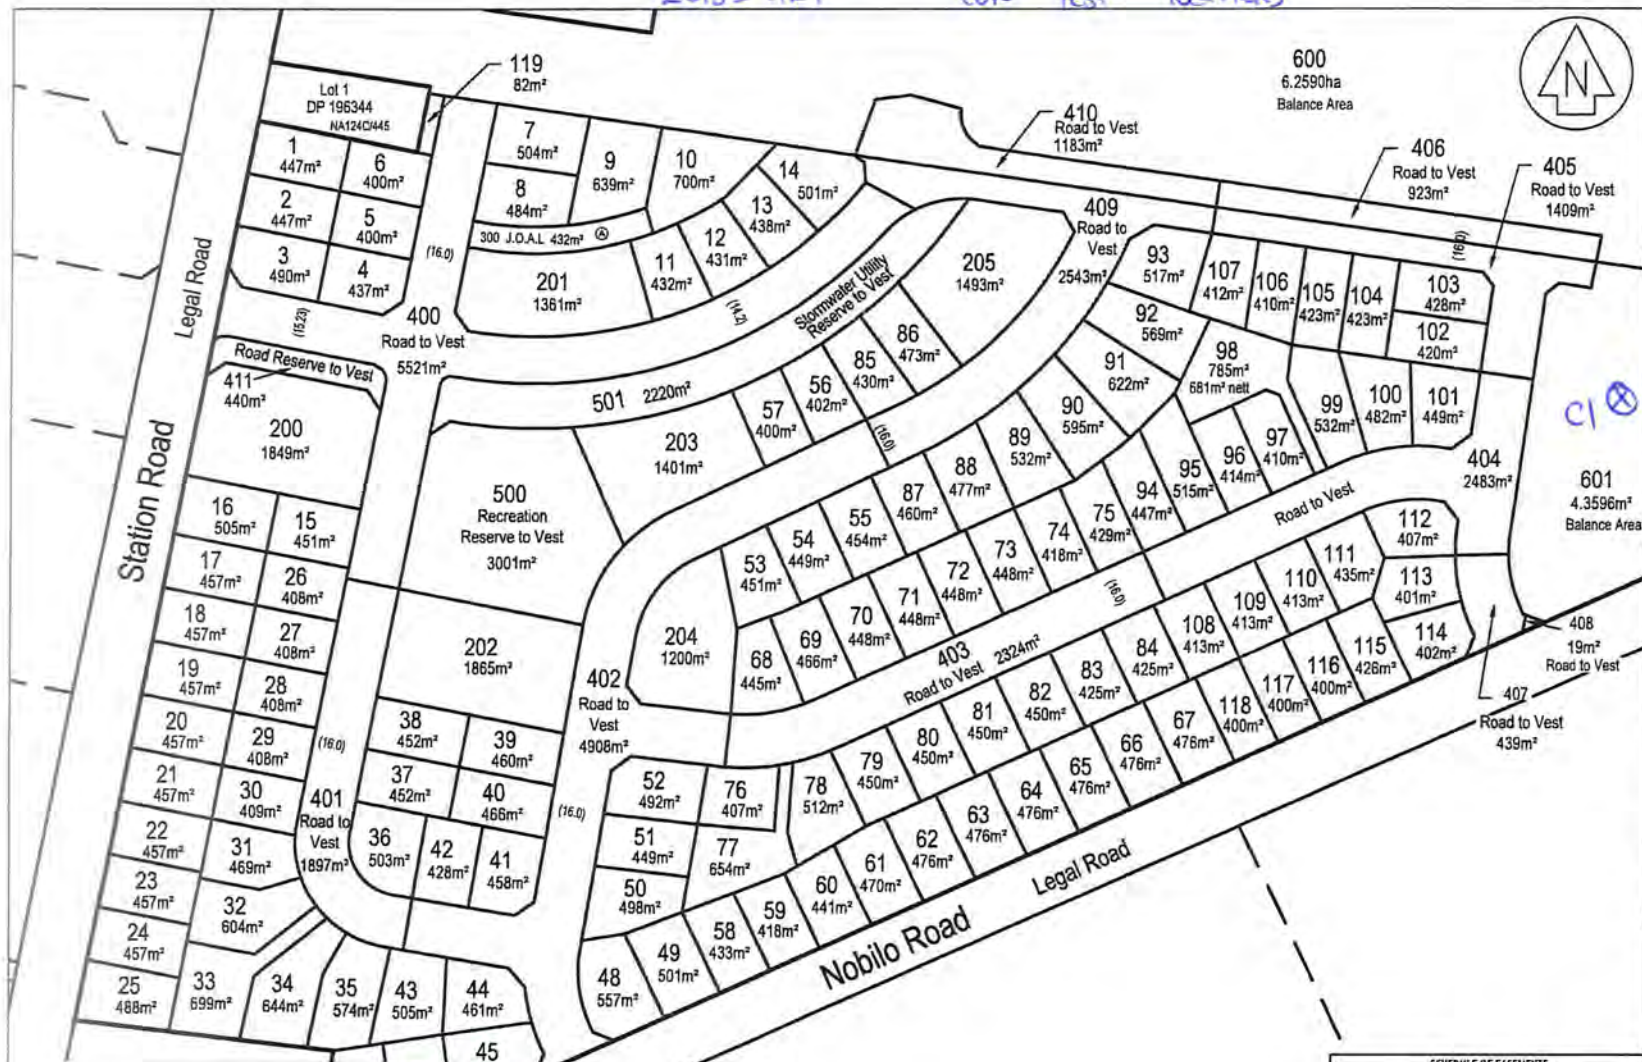 119
82m²
Lot 1
DP 196344
NA124C/445
600
6.2590ha
Balance Area
N
410
Road to Vest
1183m²
406
Road to Vest
923m²
405
Road to Vest
1409m²
1
447m²
6
400m²
2
447m²
5
400m²
3
490m²
4
437m²
7
504m²
8
484m²
9
639m²
10
700m²
14
501m²
13
438m²
12
431m²
11
432m²
300 J.O.A.L 432m² A
201
1361m²
(16.0)
(15.23)
(14.2)
Legal Road
400
Road to Vest
5521m²
Stormwater Utility
Reserve to Vest
205
1493m²
409
Road to
Vest
2543m²
93
517m²
107
412m²
106
410m²
105
423m²
104
423m²
103
428m²
102
420m²
(16.0)
Road Reserve to Vest
411
440m²
200
1849m²
501 2220m²
203
1401m²
57
400m²
56
402m²
85
430m²
86
473m²
92
569m²
91
622m²
90
595m²
98
785m²
681m² nett
99
532m²
100
482m²
101
449m²
C1
Station Road
500
Recreation
Reserve to Vest
3001m²
(16.0)
89
532m²
88
477m²
87
460m²
55
454m²
54
449m²
53
451m²
97
410m²
96
414m²
95
515m²
94
447m²
75
429m²
74
418m²
73
448m²
72
448m²
71
448m²
70
448m²
69
466m²
68
445m²
404
2483m²
601
4.3596m²
Balance Area
Road to Vest
16
505m²
15
451m²
17
457m²
26
408m²
18
457m²
27
408m²
19
457m²
28
408m²
20
457m²
29
408m²
21
457m²
30
409m²
22
457m²
31
469m²
23
457m²
32
604m²
24
457m²
25
488m²
33
699m²
34
644m²
35
574m²
43
505m²
44
461m²
45
202
1865m²
204
1200m²
402
Road to
Vest
4908m²
403
Road to Vest 2324m²
(16.0)
112
407m²
111
435m²
110
413m²
109
413m²
108
413m²
84
425m²
83
425m²
82
450m²
81
450m²
80
450m²
79
450m²
78
512m²
113
401m²
114
402m²
115
426m²
116
400m²
117
400m²
118
400m²
67
476m²
66
476m²
65
476m²
64
476m²
63
476m²
62
476m²
61
470m²
60
441m²
59
418m²
58
433m²
49
501m²
48
557m²
408
19m²
Road to Vest
407
Road to Vest
439m²
(16.0)
401
Road to
Vest
1897m²
38
452m²
39
460m²
37
452m²
40
466m²
36
503m²
42
428m²
41
458m²
(16.0)
52
492m²
76
407m²
51
449m²
77
654m²
50
498m²
Nobilo Road
Legal Road